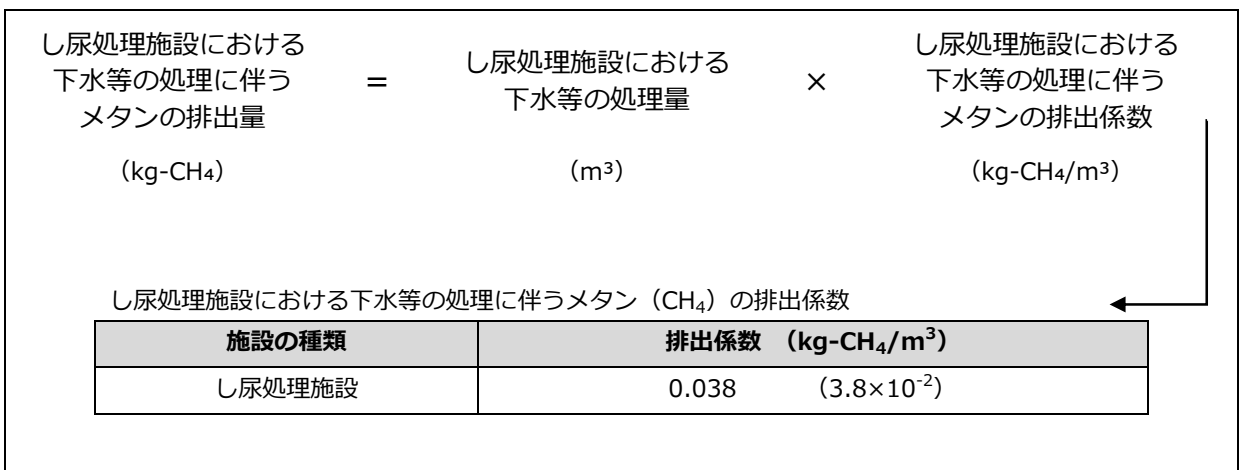 し尿処理施設における
下水等の処理に伴う
メタンの排出量
(kg-CH₄)
=
し尿処理施設における
下水等の処理量
(m³)
×
し尿処理施設における
下水等の処理に伴う
メタンの排出係数
(kg-CH₄/m³)
し尿処理施設における下水等の処理に伴うメタン（CH₄）の排出係数
施設の種類 排出係数 （kg-CH₄/m³）
し尿処理施設 0.038 （3.8×10⁻²）